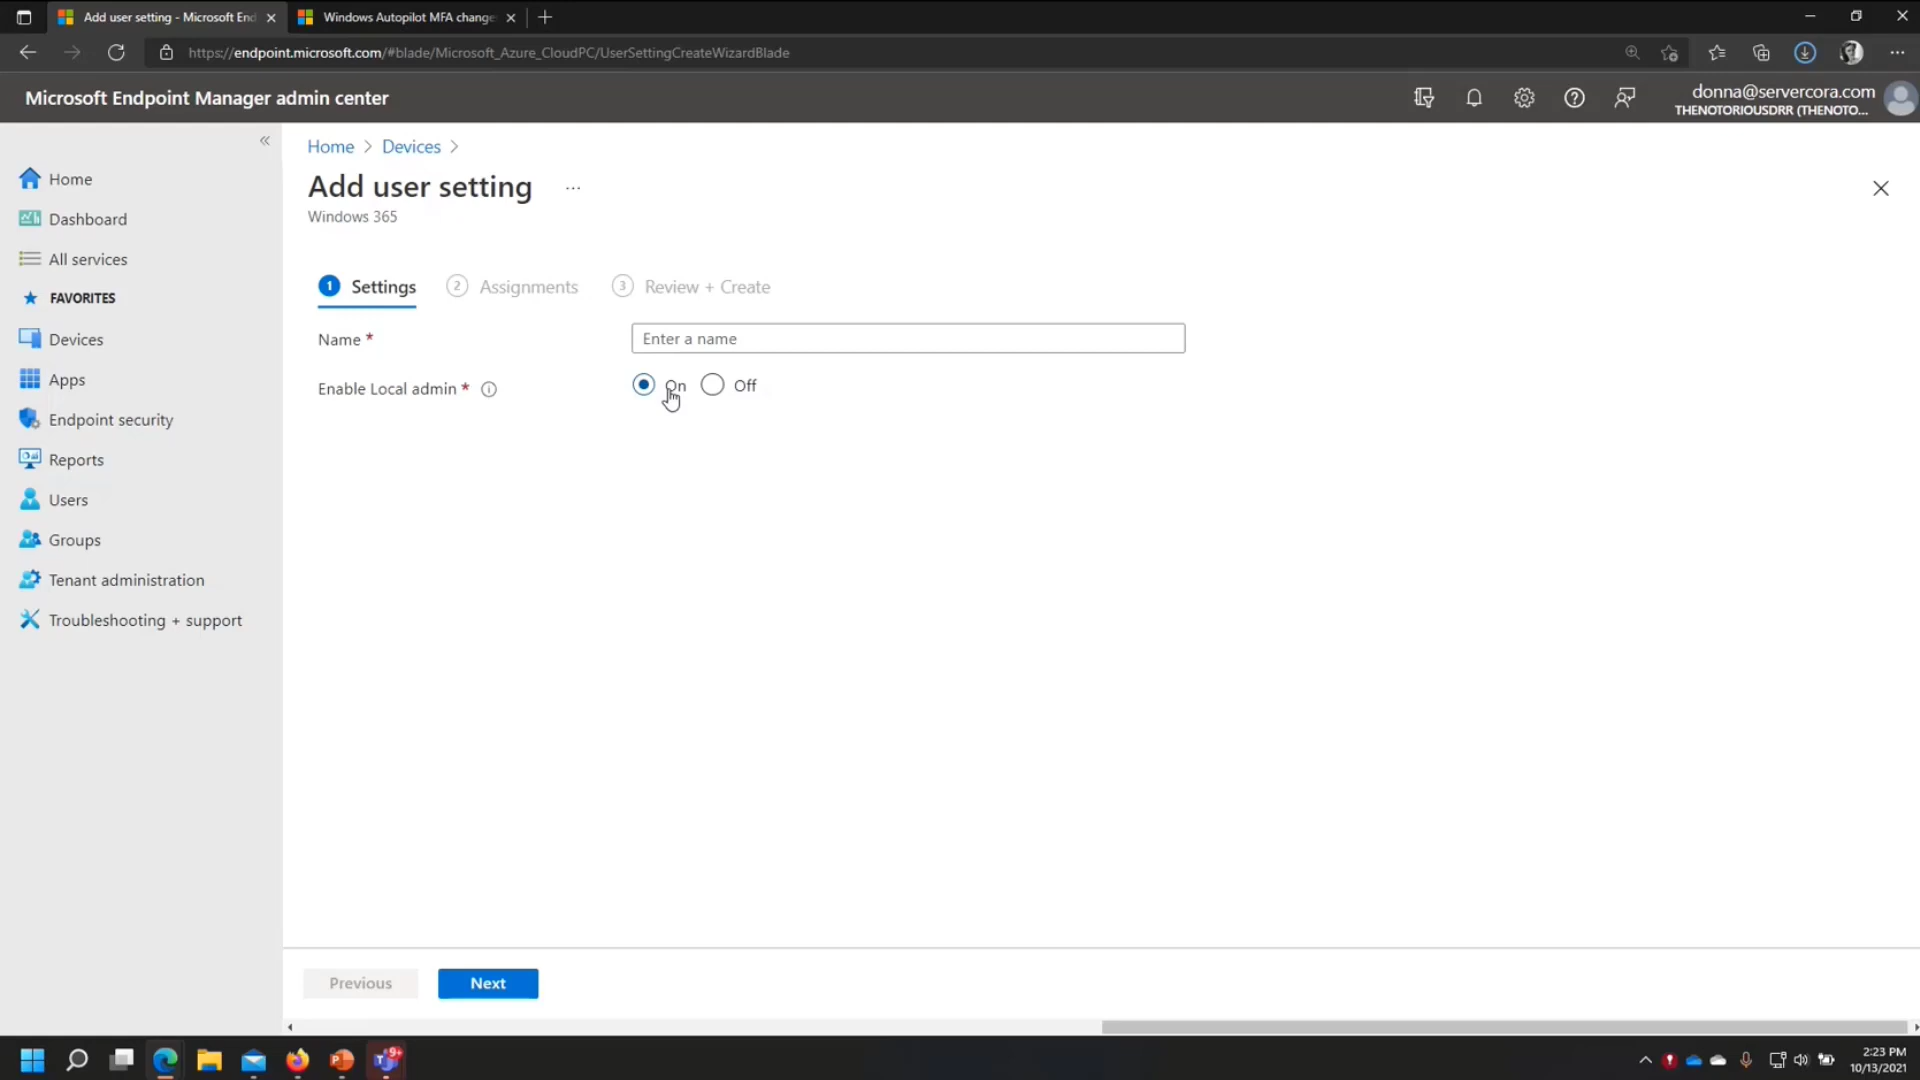 Add user setting - Microsoft End
Windows Autopilot MFA change
https://endpoint.microsoft.com/#blade/Microsoft_Azure_CloudPC/UserSettingCreateWizardBlade
Microsoft Endpoint Manager admin center
donna@servercora.com
THENOTORIOUSDRR (THENOTO...
Home > Devices >
Add user setting ...
Windows 365
1 Settings
2 Assignments
3 Review + Create
Name *
Enter a name
Enable Local admin *
On
Off
Home
Dashboard
All services
FAVORITES
Devices
Apps
Endpoint security
Reports
Users
Groups
Tenant administration
Troubleshooting + support
Previous
Next
9+
2:23 PM
10/13/2021